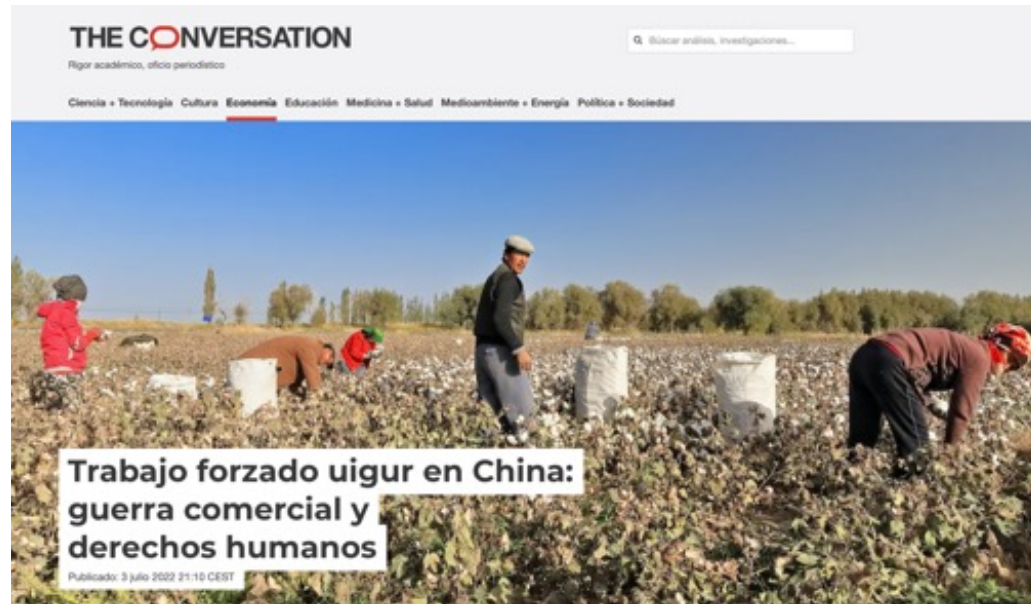 THE CONVERSATION
Rigor académico, oficio periodístico
Búscar análisis, investigaciones...
Ciencia + Tecnología Cultura Economía Educación Medicina + Salud Medioambiente + Energía Política + Sociedad
Trabajo forzado uigur en China:
guerra comercial y
derechos humanos
Publicado: 3 julio 2022 21:10 CEST